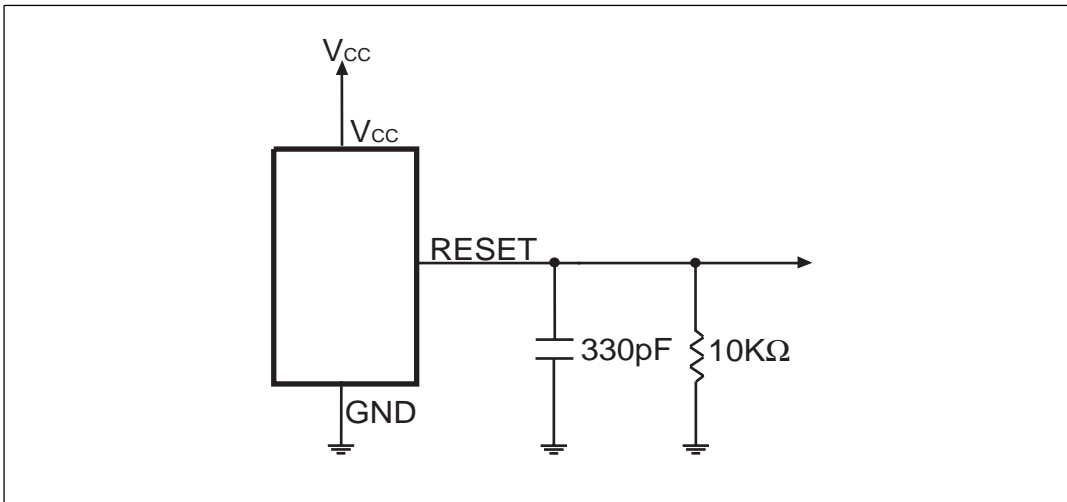 VCC
VCC
RESET
330pF
10KΩ
GND